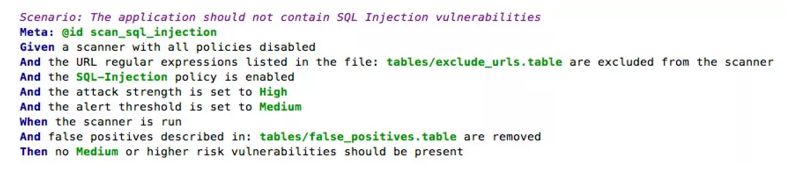 Scenario: The application should not contain SQL Injection vulnerabilities
Meta: @id scan_sql_injection
Given a scanner with all policies disabled
And the URL regular expressions listed in the file: tables/exclude_urls.table are excluded from the scanner
And the SQL-Injection policy is enabled
And the attack strength is set to High
And the alert threshold is set to Medium
When the scanner is run
And false positives described in: tables/false_positives.table are removed
Then no Medium or higher risk vulnerabilities should be present